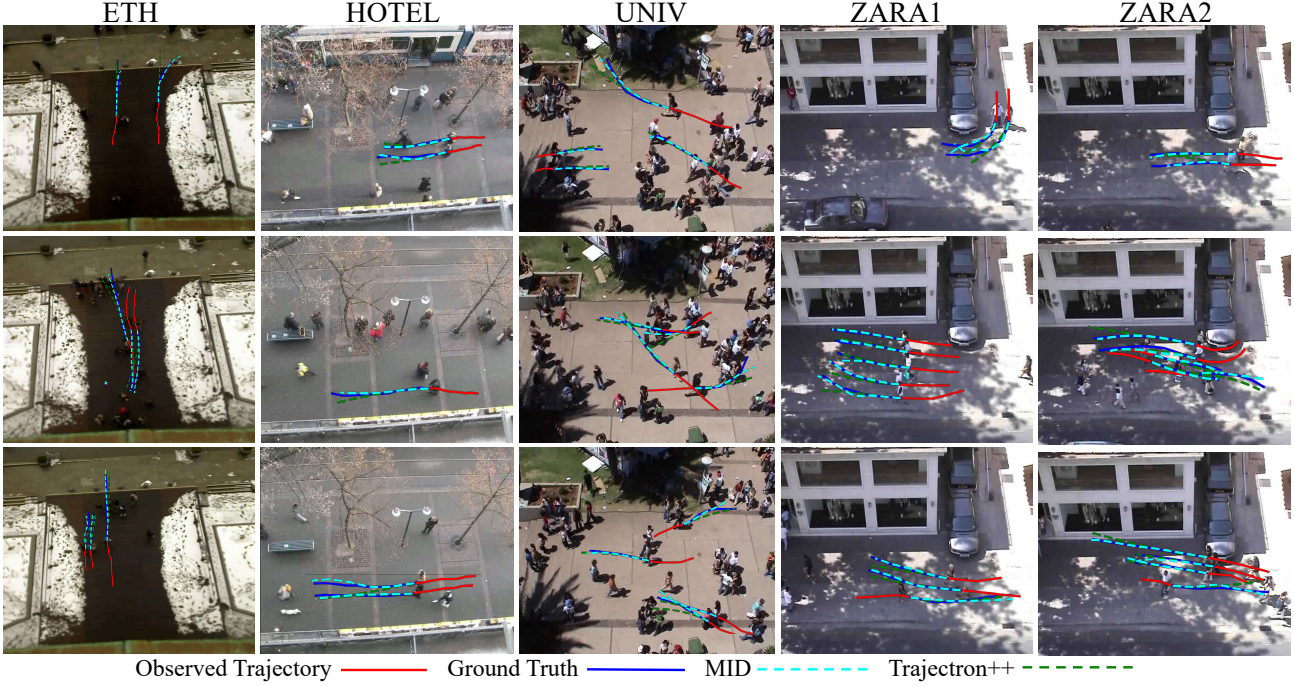 ETH HOTEL UNIV ZARA1 ZARA2
Observed Trajectory Ground Truth MID Trajectron++